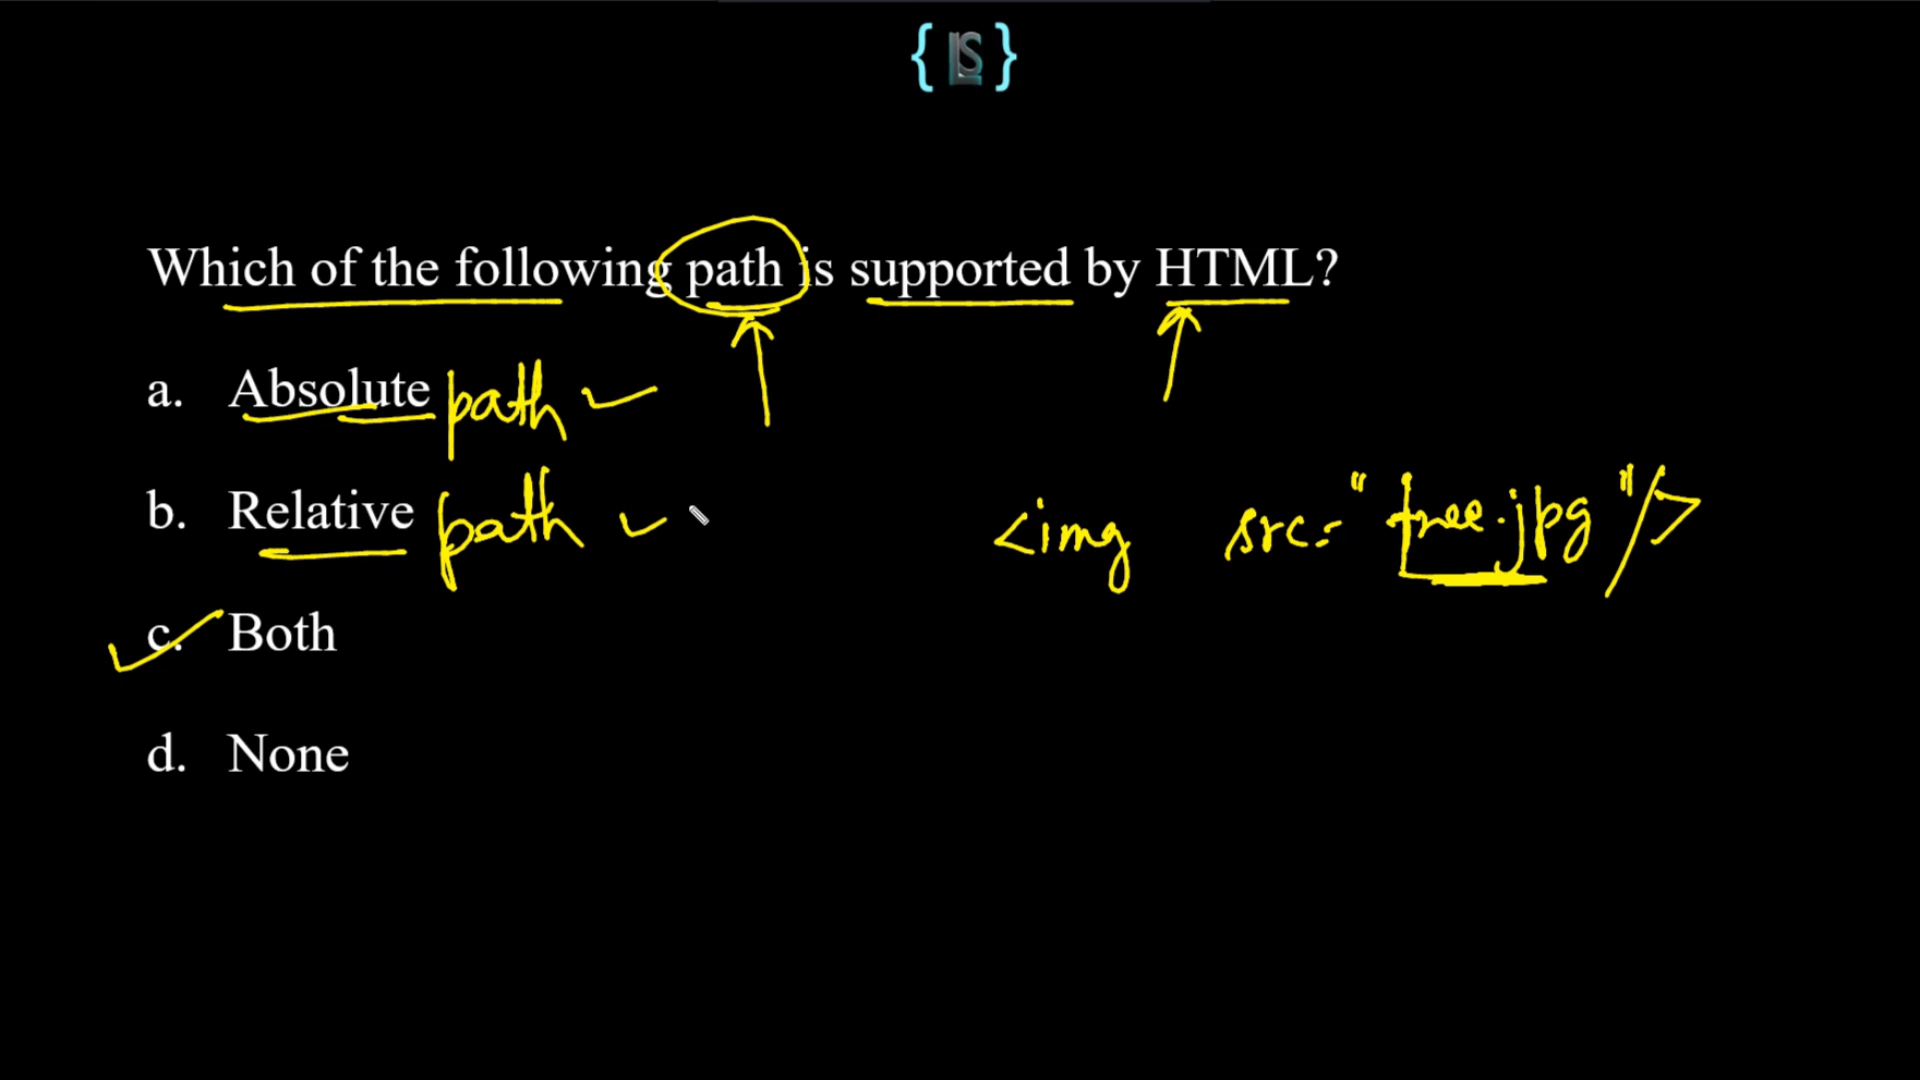 {LS}
Which of the following path is supported by HTML?
a. Absolute path
b. Relative path
<img src="tree.jpg"/>
c. Both
d. None